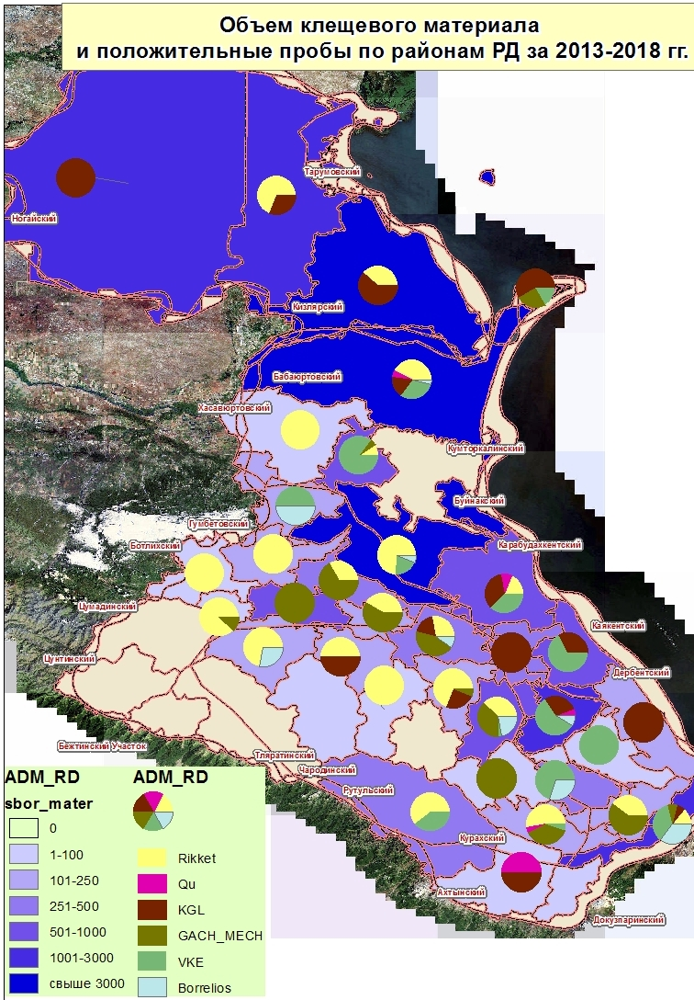 Объем клещевого материала
и положительные пробы по районам РД за 2013-2018 гг.
Тарумовский
Ногайский
Кизлярский
Бабаюртовский
Хасавюртовский
Кумторкалинский
Буйнакский
Гумбетовский
Ботлихский
Карабудахкентский
Цумадинский
Каякентский
Цунтинский
Дербентский
Бежтинский Участок
Тляратинский
Чародинский
Рутульский
Курахский
Ахтынский
Докузпаринский
ADM_RD
sbor_mater
0
1-100
101-250
251-500
501-1000
1001-3000
свыше 3000
ADM_RD
Rikket
Qu
KGL
GACH_MECH
VKE
Borrelios